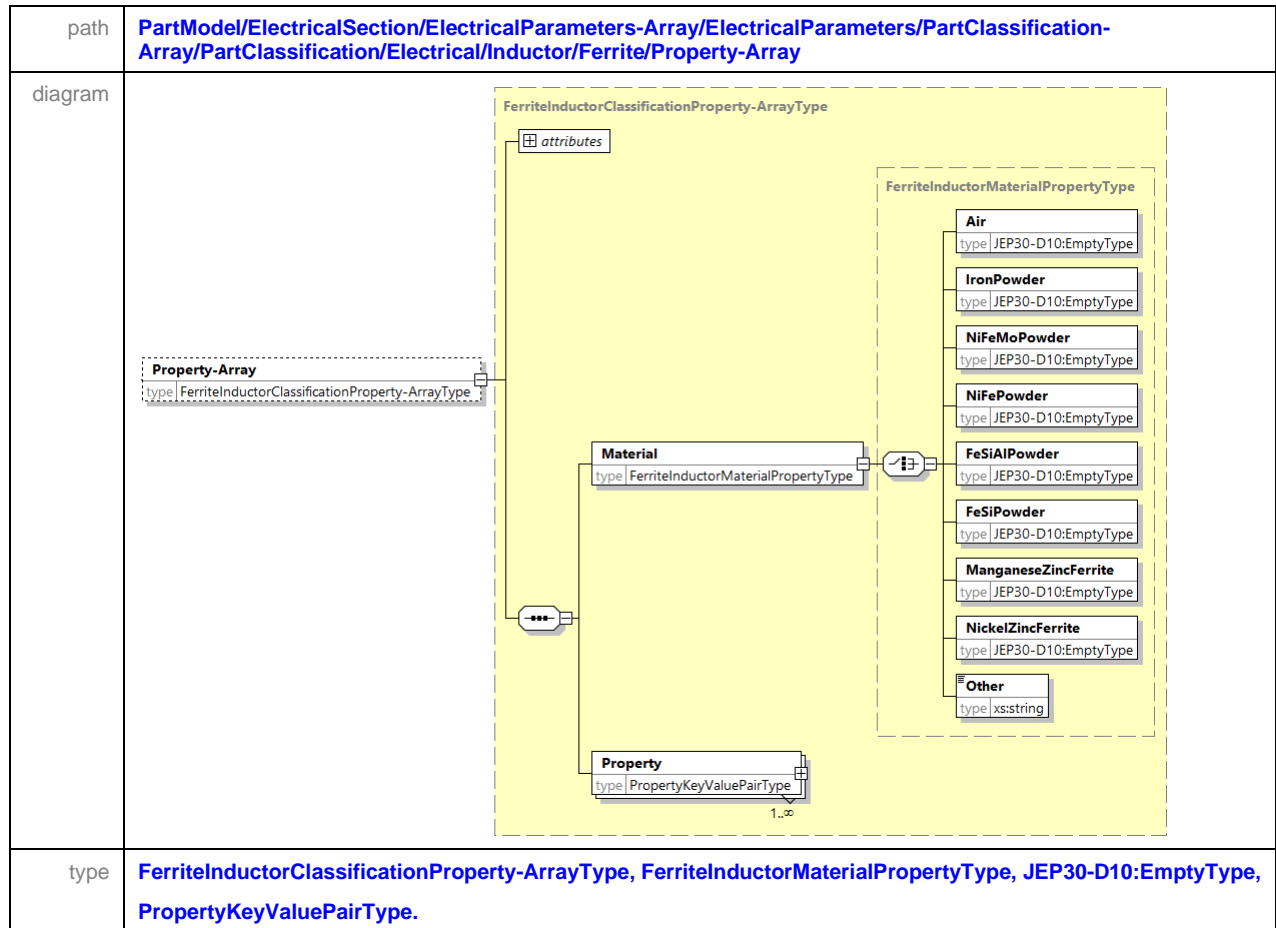 path
PartModel/ElectricalSection/ElectricalParameters-Array/ElectricalParameters/PartClassification-
Array/PartClassification/Electrical/Inductor/Ferrite/Property-Array
diagram
FerriteInductorClassificationProperty-ArrayType
attributes
FerriteInductorMaterialPropertyType
Air
type JEP30-D10:EmptyType
IronPowder
type JEP30-D10:EmptyType
NiFeMoPowder
type JEP30-D10:EmptyType
NiFePowder
type JEP30-D10:EmptyType
Property-Array
type FerriteInductorClassificationProperty-ArrayType
Material
type FerriteInductorMaterialPropertyType
FeSiAlPowder
type JEP30-D10:EmptyType
FeSiPowder
type JEP30-D10:EmptyType
ManganeseZincFerrite
type JEP30-D10:EmptyType
NickelZincFerrite
type JEP30-D10:EmptyType
Other
type xs:string
Property
type PropertyKeyValuePairType
1..∞
type
FerriteInductorClassificationProperty-ArrayType, FerriteInductorMaterialPropertyType, JEP30-D10:EmptyType,
PropertyKeyValuePairType.